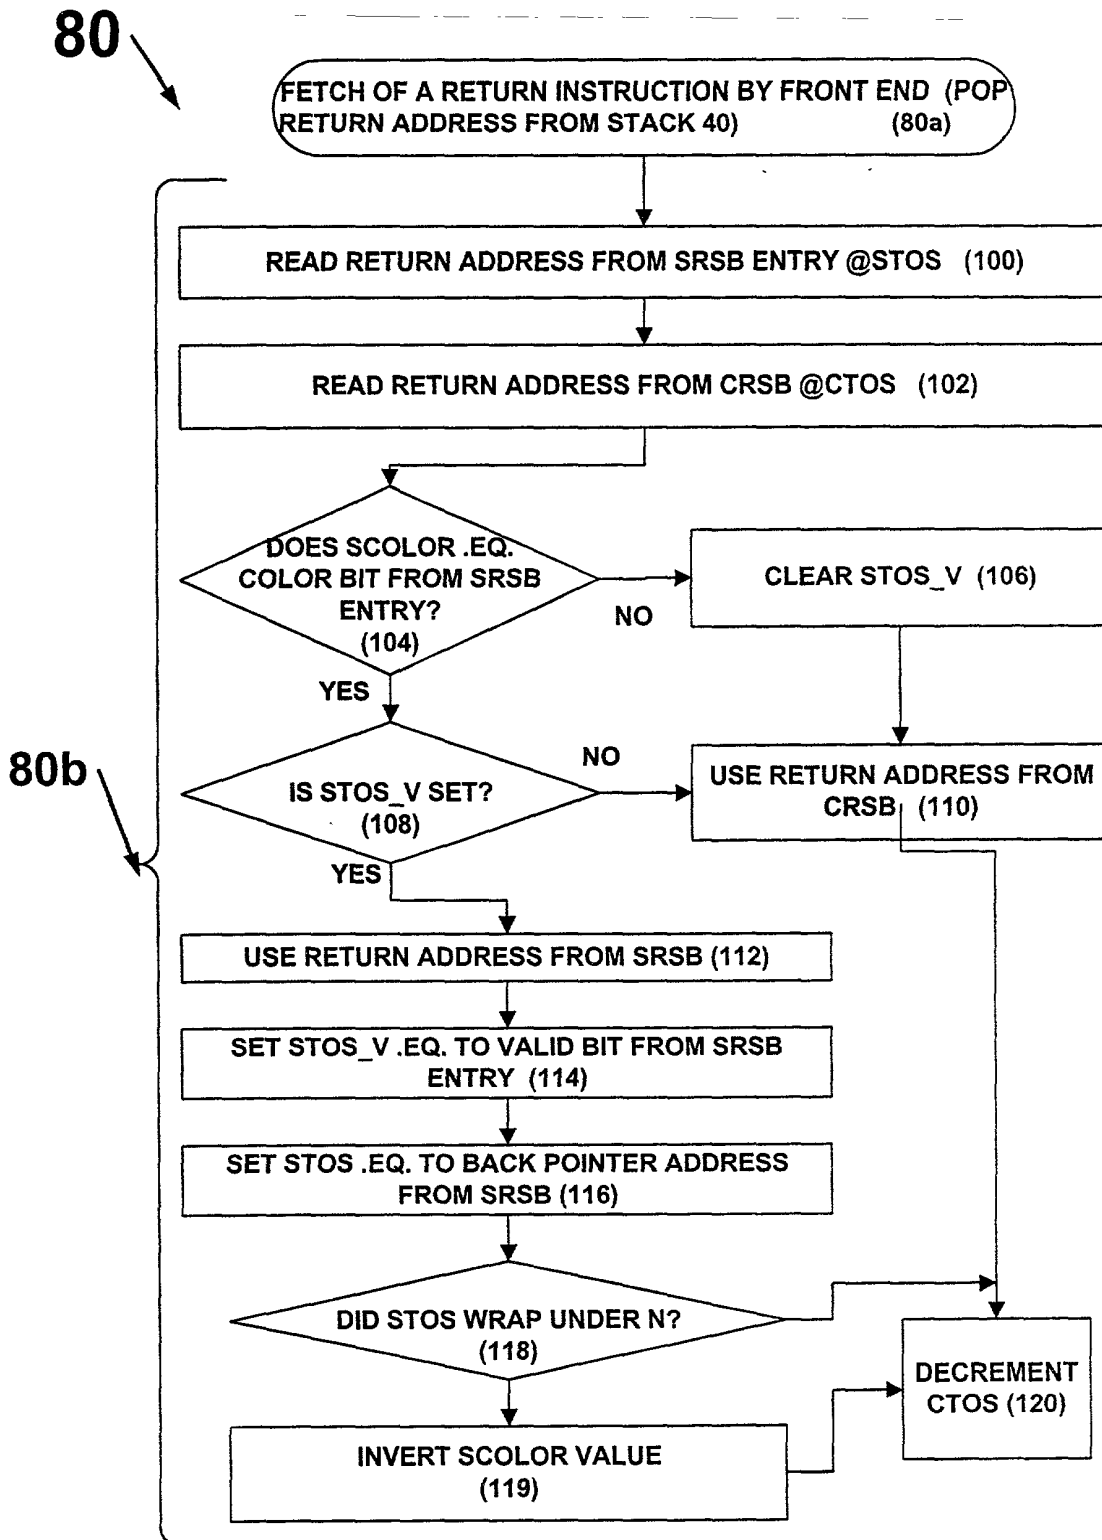 80
FETCH OF A RETURN INSTRUCTION BY FRONT END (POP
RETURN ADDRESS FROM STACK 40) (80a)
READ RETURN ADDRESS FROM SRSB ENTRY @STOS (100)
READ RETURN ADDRESS FROM CRSB @CTOS (102)
DOES SCOLOR .EQ.
COLOR BIT FROM SRSB
ENTRY?
(104)
NO
CLEAR STOS_V (106)
YES
80b
IS STOS_V SET?
(108)
NO
USE RETURN ADDRESS FROM
CRSB (110)
YES
USE RETURN ADDRESS FROM SRSB (112)
SET STOS_V .EQ. TO VALID BIT FROM SRSB
ENTRY (114)
SET STOS .EQ. TO BACK POINTER ADDRESS
FROM SRSB (116)
DID STOS WRAP UNDER N?
(118)
DECREMENT
CTOS (120)
INVERT SCOLOR VALUE
(119)